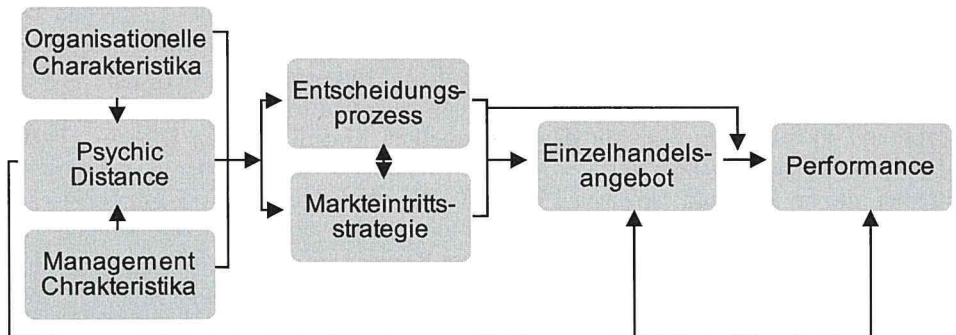 Organisationelle
Charakteristika
Psychic
Distance
Management
Chrakteristika
Entscheidungs-
prozess
Markteintritts-
strategie
Einzelhandels-
angebot
Performance